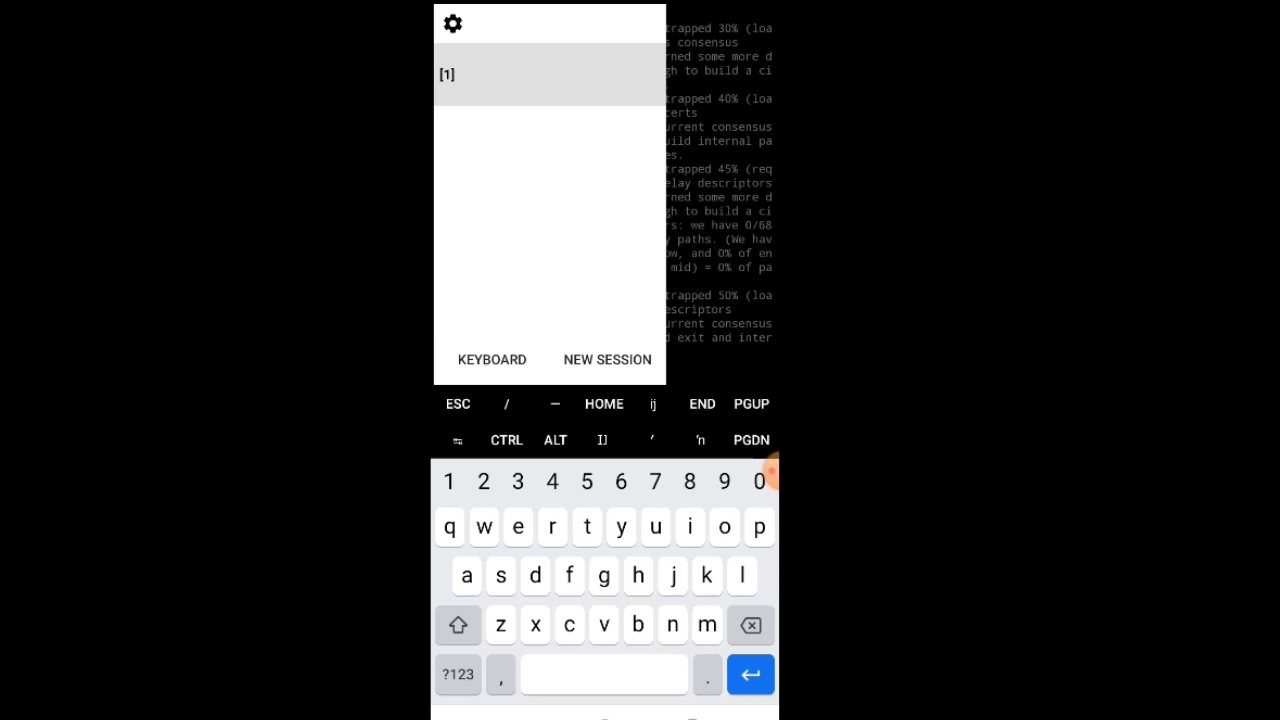 [1]
trapped 30% (loa
s consensus
rned some more d
gh to build a ci
trapped 40% (loa
certs
urrent consensus
uild internal pa
es.
trapped 45% (req
elay descriptors
rned some more d
gh to build a ci
rs: we have 0/68
y paths. (We hav
ow, and 0% of en
mid) = 0% of pa
trapped 50% (loa
escriptors
urrent consensus
d exit and inter
KEYBOARD NEW SESSION
ESC / — HOME END PGUP
CTRL ALT PGDN
1 2 3 4 5 6 7 8 9 0
q w e r t y u i o p
a s d f g h j k l
z x c v b n m
?123 , .